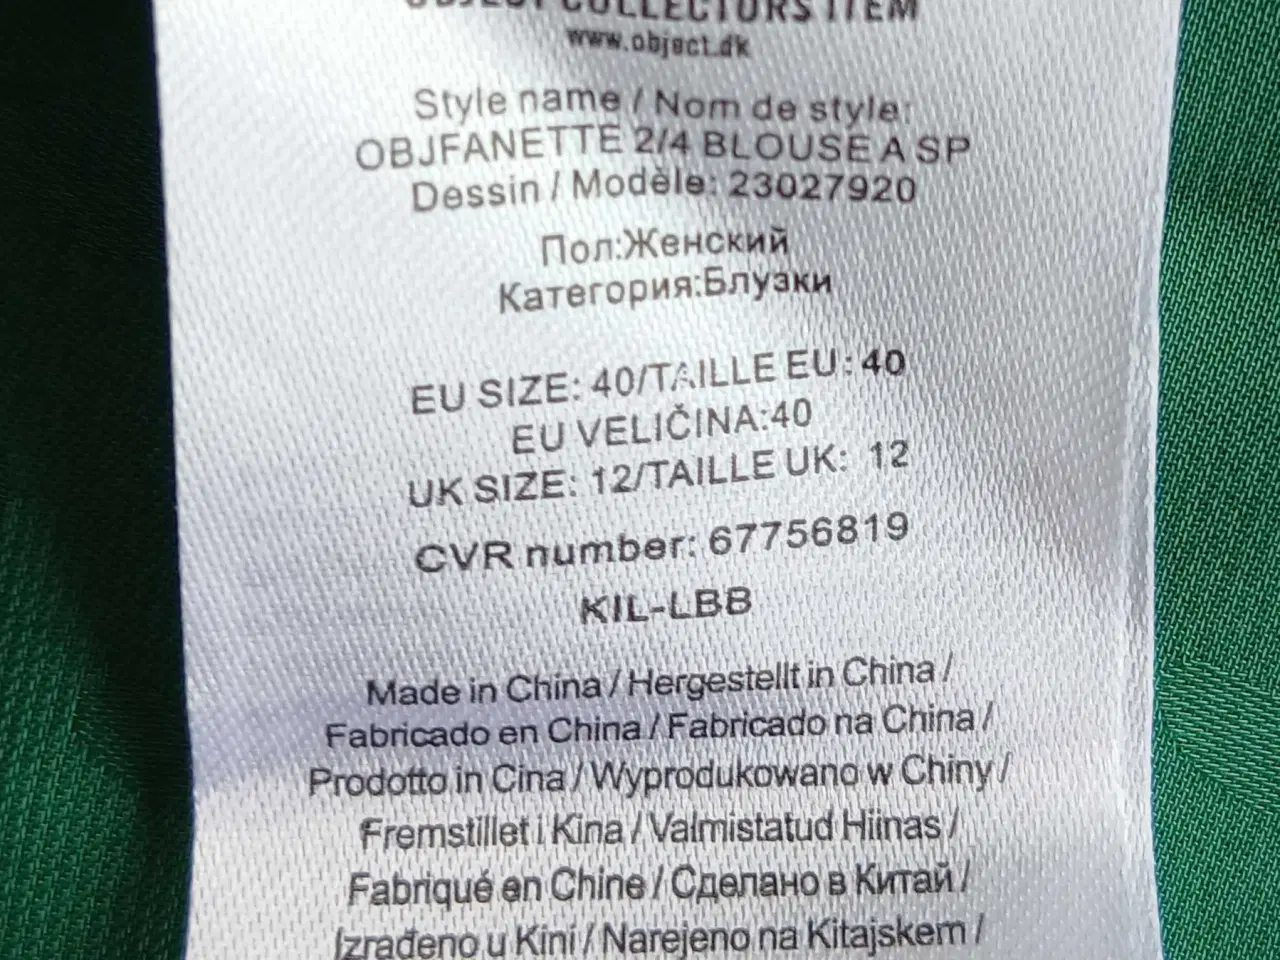 OBJECT COLLECTORS ITEM
www.object.dk
Style name / Nom de style:
OBJFANETTE 2/4 BLOUSE A SP
Dessin / Modèle: 23027920
Пол:Женский
Категория:Блузки
EU SIZE: 40/TAILLE EU: 40
EU VELIČINA:40
UK SIZE: 12/TAILLE UK: 12
CVR number: 67756819
KIL-LBB
Made in China / Hergestellt in China /
Fabricado en China / Fabricado na China /
Prodotto in Cina / Wyprodukowano w Chiny /
Fremstillet i Kina / Valmistatud Hiinas /
Fabriqué en Chine / Сделано в Китай /
Izrađeno u Kini / Narejeno na Kitajskem /